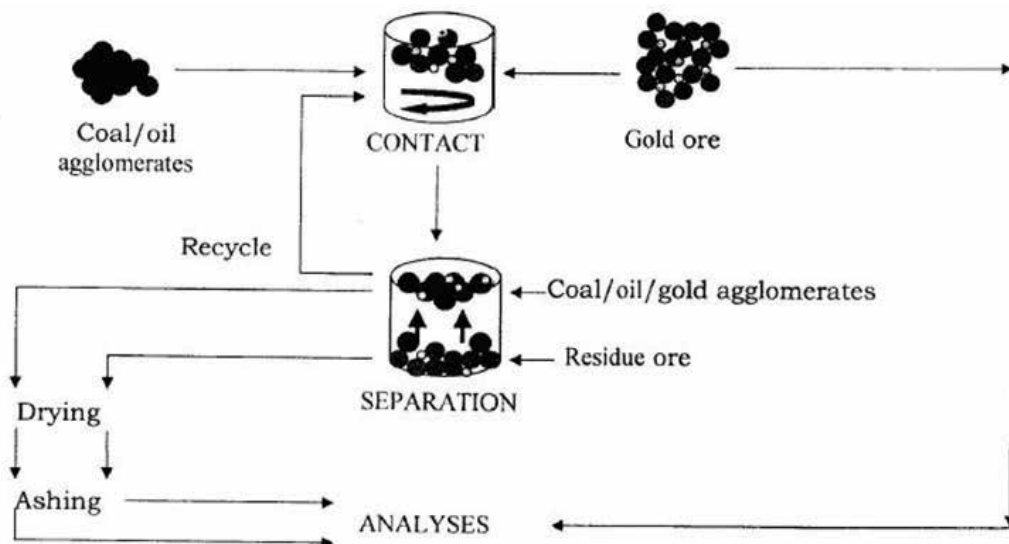 Coal/oil
agglomerates
CONTACT
Gold ore
Recycle
Coal/oil/gold agglomerates
Residue ore
SEPARATION
Drying
Ashing
ANALYSES